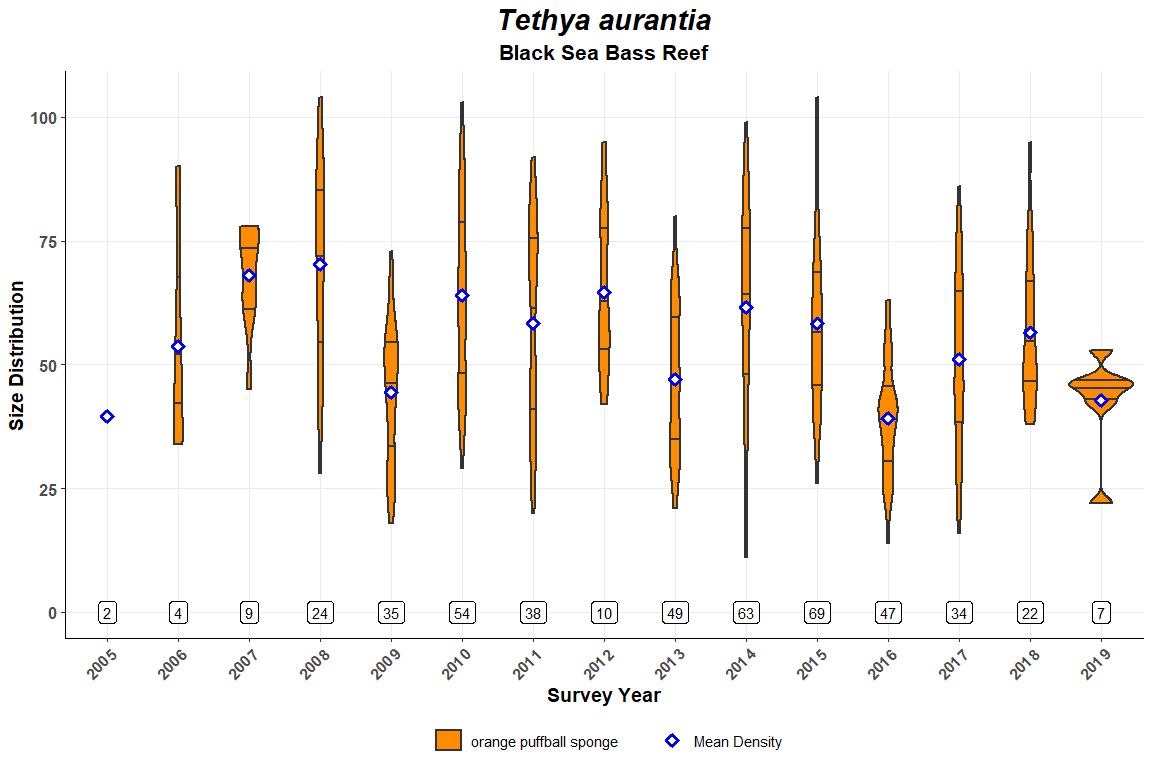 Tethya aurantia
Black Sea Bass Reef
Size Distribution
100
75
50
25
0
2 4 9 24 35 54 38 10 49 63 69 47 34 22 7
2005 2006 2007 2008 2009 2010 2011 2012 2013 2014 2015 2016 2017 2018 2019
Survey Year
orange puffball sponge Mean Density